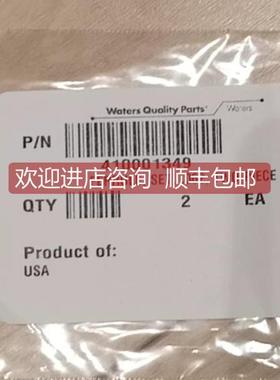 Waters Quality Parts™
Waters
P/N
410001349
欢迎进店咨询 顺丰包邮
QTY
2
EA
Product of:
USA